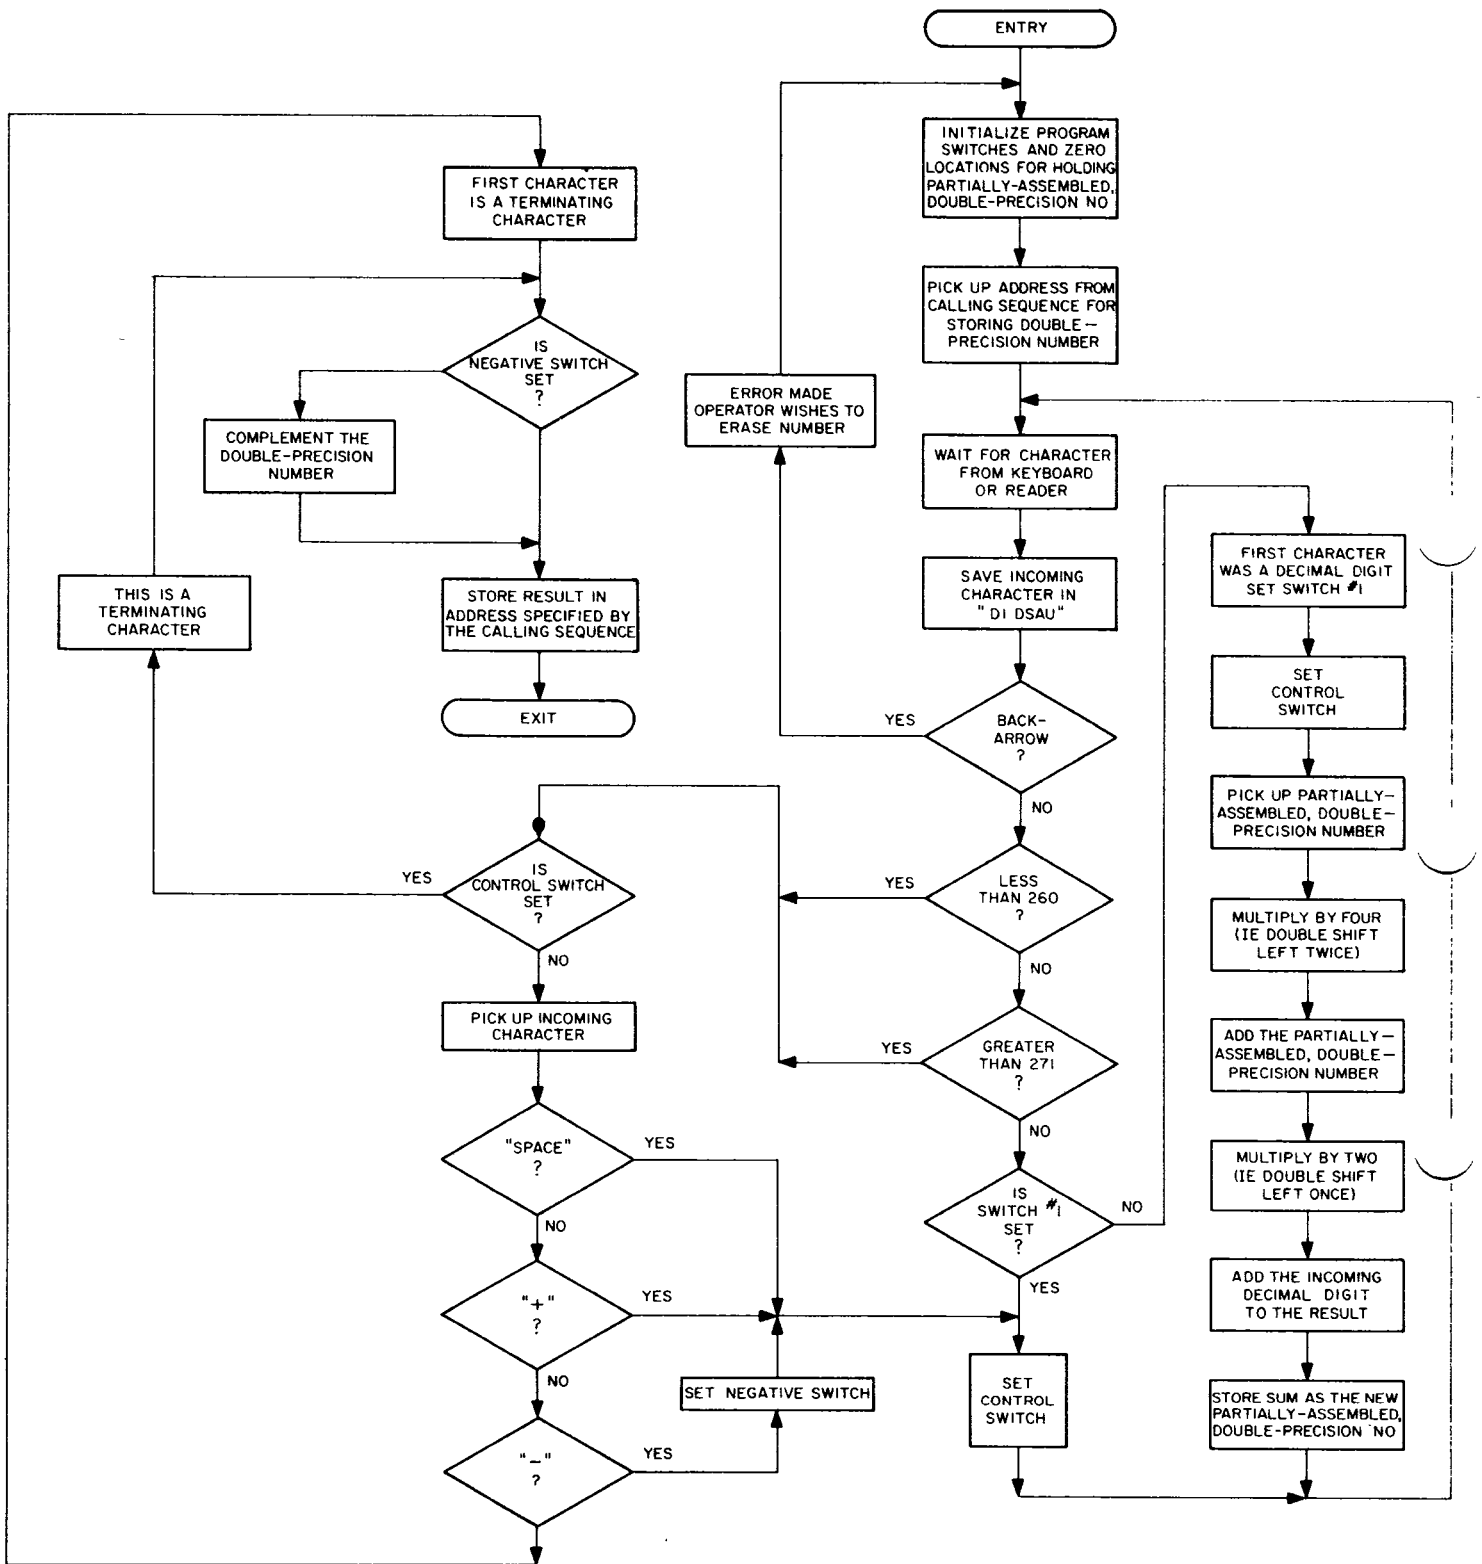 ENTRY
INITIALIZE PROGRAM
SWITCHES AND ZERO
LOCATIONS FOR HOLDING
PARTIALLY-ASSEMBLED,
DOUBLE-PRECISION NO
PICK UP ADDRESS FROM
CALLING SEQUENCE FOR
STORING DOUBLE-
PRECISION NUMBER
WAIT FOR CHARACTER
FROM KEYBOARD
OR READER
SAVE INCOMING
CHARACTER IN
"DI DSAU"
BACK-
ARROW
?
YES
NO
ERROR MADE
OPERATOR WISHES TO
ERASE NUMBER
LESS
THAN 260
?
YES
NO
GREATER
THAN 271
?
YES
NO
IS
SWITCH #1
SET
?
NO
YES
SET
CONTROL
SWITCH
FIRST CHARACTER
WAS A DECIMAL DIGIT
SET SWITCH #1
SET
CONTROL
SWITCH
PICK UP PARTIALLY-
ASSEMBLED, DOUBLE-
PRECISION NUMBER
MULTIPLY BY FOUR
(IE DOUBLE SHIFT
LEFT TWICE)
ADD THE PARTIALLY-
ASSEMBLED, DOUBLE-
PRECISION NUMBER
MULTIPLY BY TWO
(IE DOUBLE SHIFT
LEFT ONCE)
ADD THE INCOMING
DECIMAL DIGIT
TO THE RESULT
STORE SUM AS THE NEW
PARTIALLY-ASSEMBLED,
DOUBLE-PRECISION NO
FIRST CHARACTER
IS A TERMINATING
CHARACTER
IS
NEGATIVE SWITCH
SET
?
COMPLEMENT THE
DOUBLE-PRECISION
NUMBER
STORE RESULT IN
ADDRESS SPECIFIED BY
THE CALLING SEQUENCE
EXIT
THIS IS A
TERMINATING
CHARACTER
IS
CONTROL SWITCH
SET
?
YES
NO
PICK UP INCOMING
CHARACTER
"SPACE"
?
YES
NO
"+"
?
YES
NO
SET NEGATIVE SWITCH
"-"
?
YES